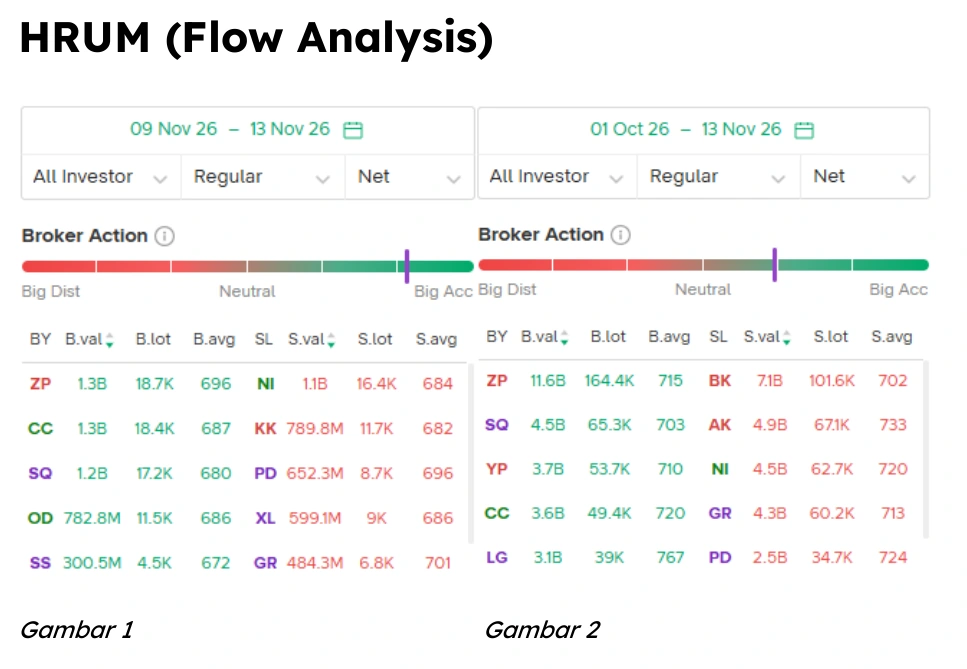 HRUM (Flow Analysis)
09 Nov 26 – 13 Nov 26
All Investor Regular Net
Broker Action
Big Dist Neutral Big Acc
BY B.val B.lot B.avg SL S.val S.lot S.avg
ZP 1.3B 18.7K 696 NI 1.1B 16.4K 684
CC 1.3B 18.4K 687 KK 789.8M 11.7K 682
SQ 1.2B 17.2K 680 PD 652.3M 8.7K 696
OD 782.8M 11.5K 686 XL 599.1M 9K 686
SS 300.5M 4.5K 672 GR 484.3M 6.8K 701
Gambar 1
01 Oct 26 – 13 Nov 26
All Investor Regular Net
Broker Action
Big Dist Neutral Big Acc
BY B.val B.lot B.avg SL S.val S.lot S.avg
ZP 11.6B 164.4K 715 BK 7.1B 101.6K 702
SQ 4.5B 65.3K 703 AK 4.9B 67.1K 733
YP 3.7B 53.7K 710 NI 4.5B 62.7K 720
CC 3.6B 49.4K 720 GR 4.3B 60.2K 713
LG 3.1B 39K 767 PD 2.5B 34.7K 724
Gambar 2